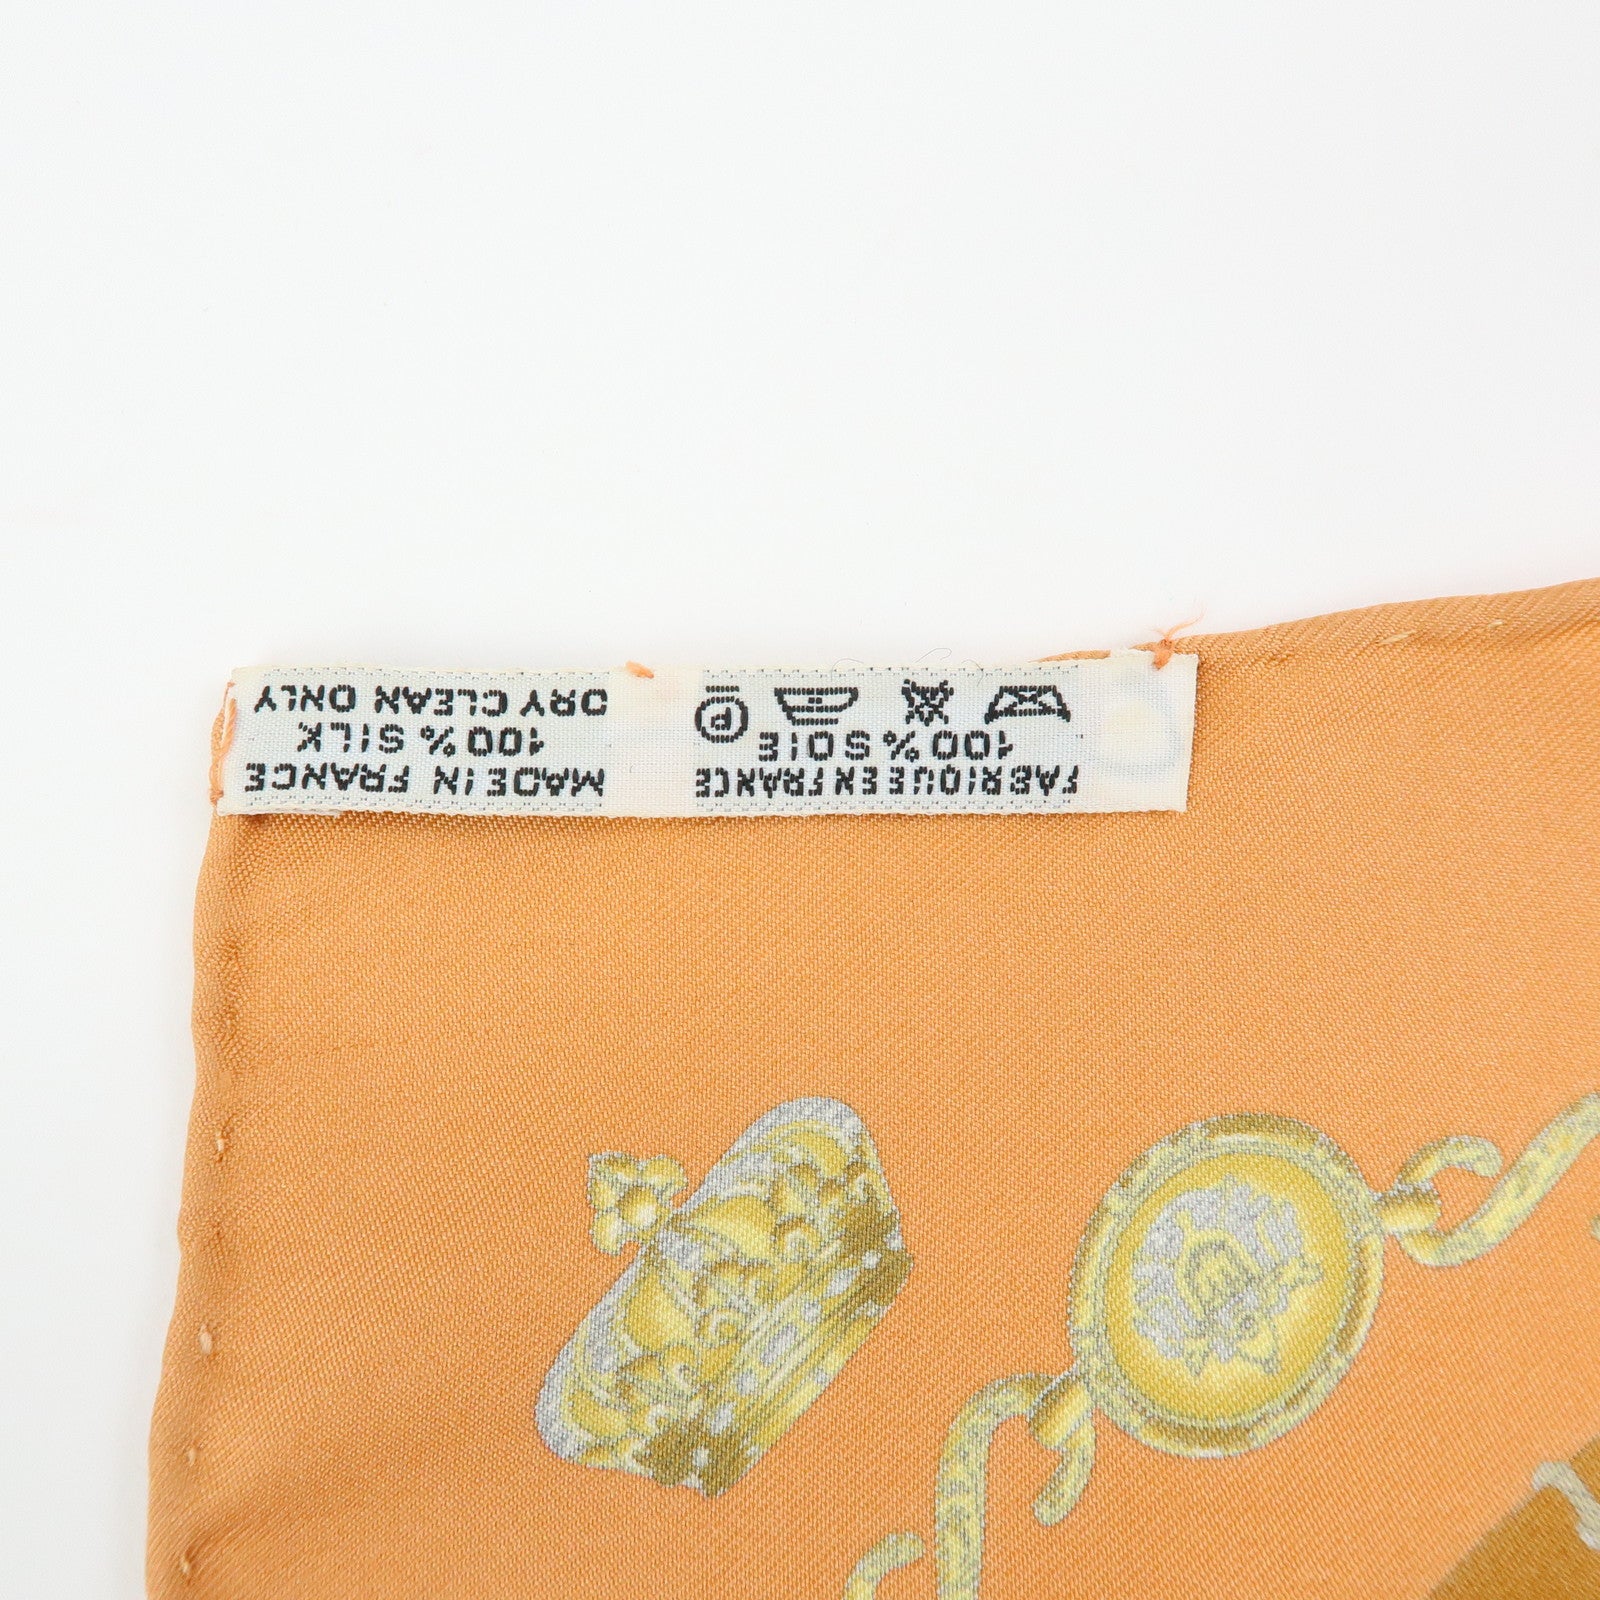 FABRIQUE EN FRANCE
100% SOIE
P
MADE IN FRANCE
100% SILK
DRY CLEAN ONLY